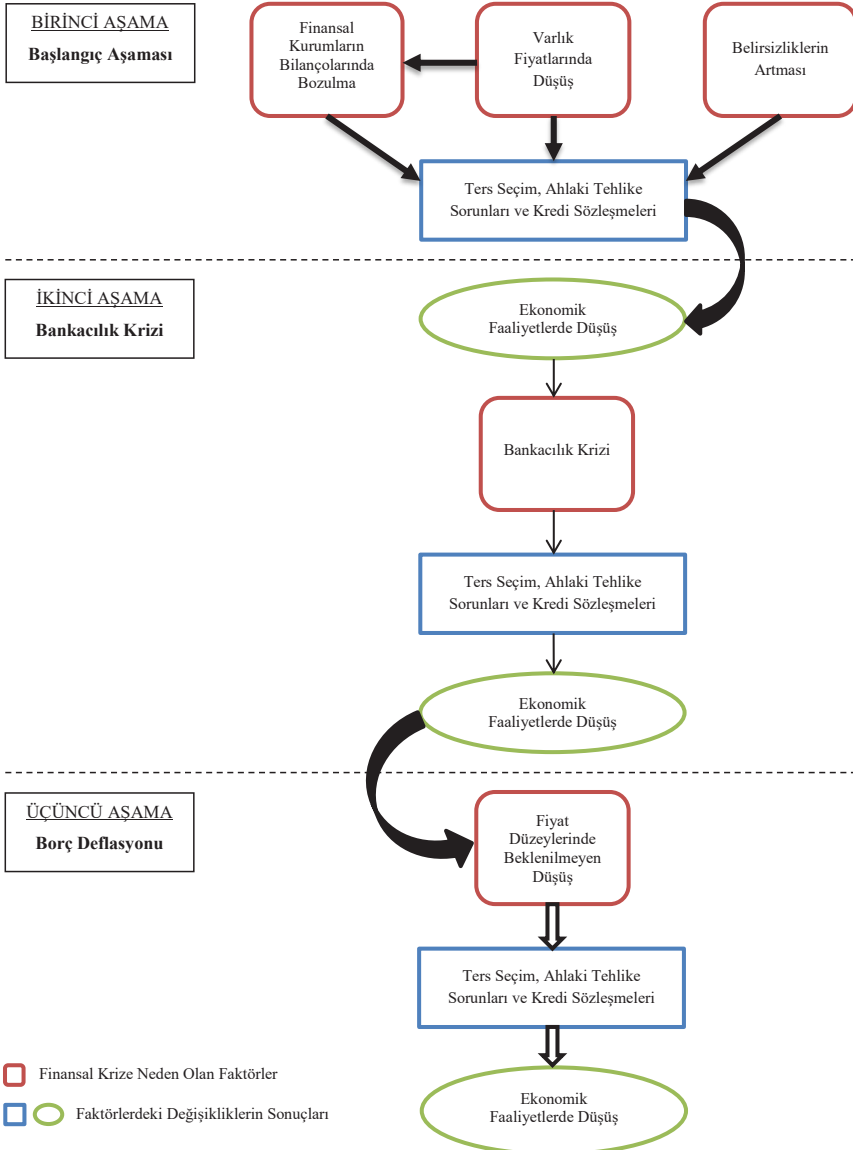 BİRİNCİ AŞAMA
Başlangıç Aşaması
Finansal
Kurumların
Bilançolarında
Bozulma
Varlık
Fiyatlarında
Düşüş
Belirsizliklerin
Artması
Ters Seçim, Ahlaki Tehlike
Sorunları ve Kredi Sözleşmeleri
İKİNCİ AŞAMA
Bankacılık Krizi
Ekonomik
Faaliyetlerde Düşüş
Bankacılık Krizi
Ters Seçim, Ahlaki Tehlike
Sorunları ve Kredi Sözleşmeleri
Ekonomik
Faaliyetlerde Düşüş
ÜÇÜNCÜ AŞAMA
Borç Deflasyonu
Fiyat
Düzeylerinde
Beklenilmeyen
Düşüş
Ters Seçim, Ahlaki Tehlike
Sorunları ve Kredi Sözleşmeleri
Ekonomik
Faaliyetlerde Düşüş
Finansal Krize Neden Olan Faktörler
Faktörlerdeki Değişikliklerin Sonuçları